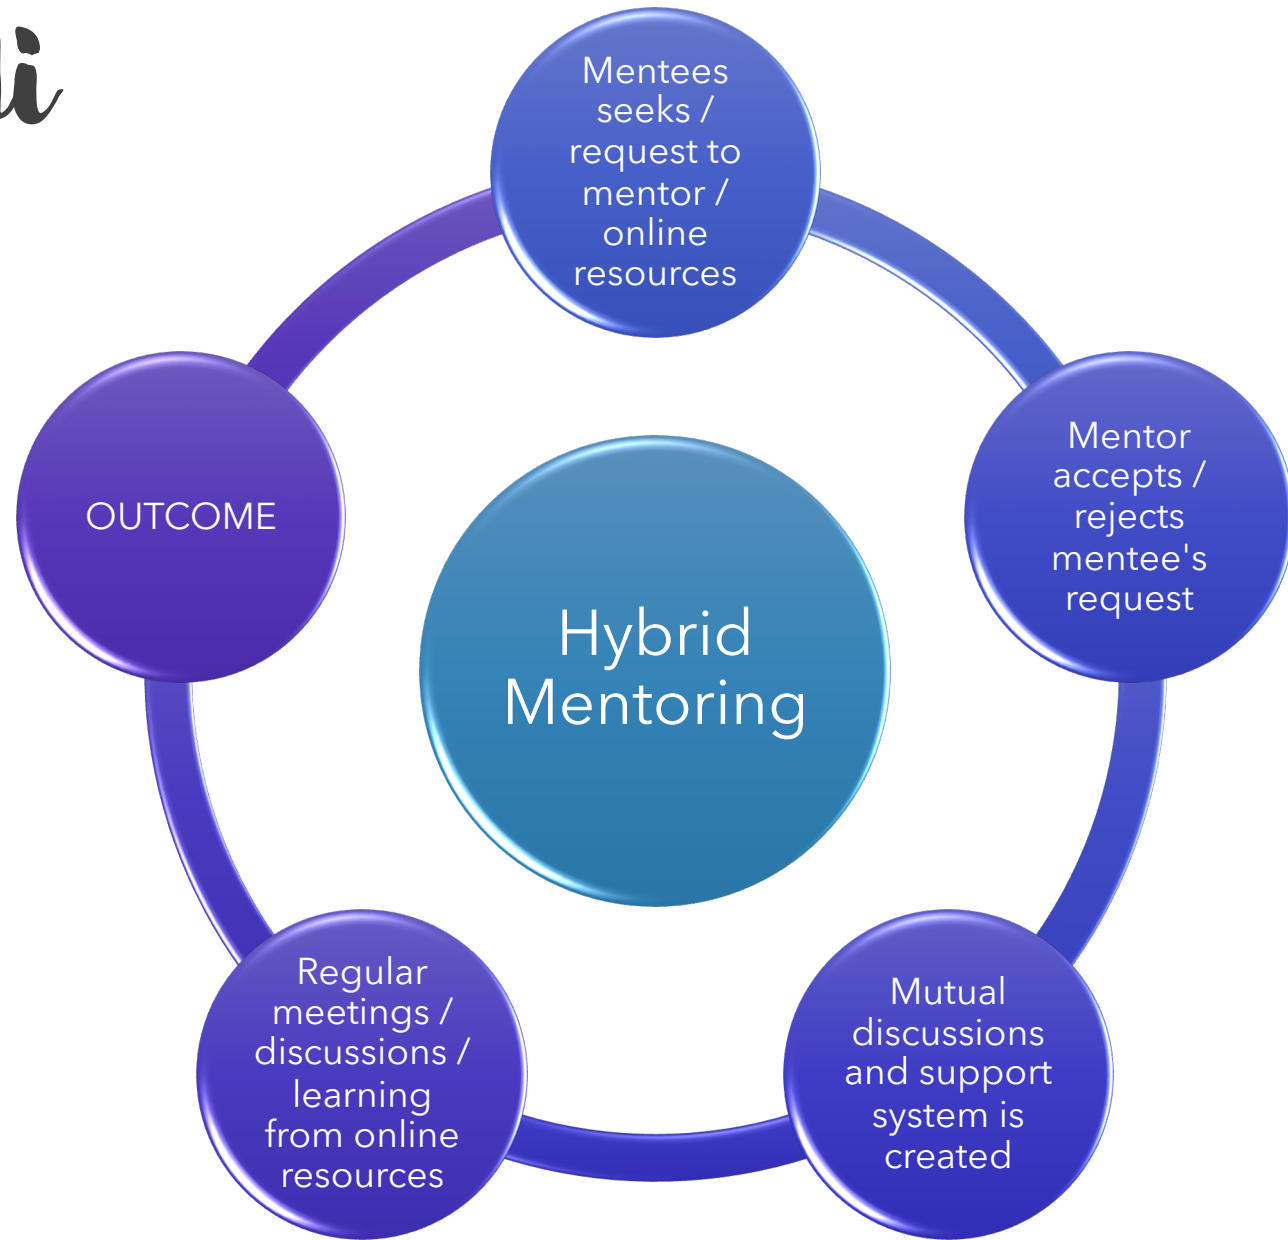 Mentees
seeks /
request to
mentor /
online
resources
Mentor
accepts /
rejects
mentee's
request
Mutual
discussions
and support
system is
created
Regular
meetings /
discussions /
learning
from online
resources
OUTCOME
Hybrid
Mentoring